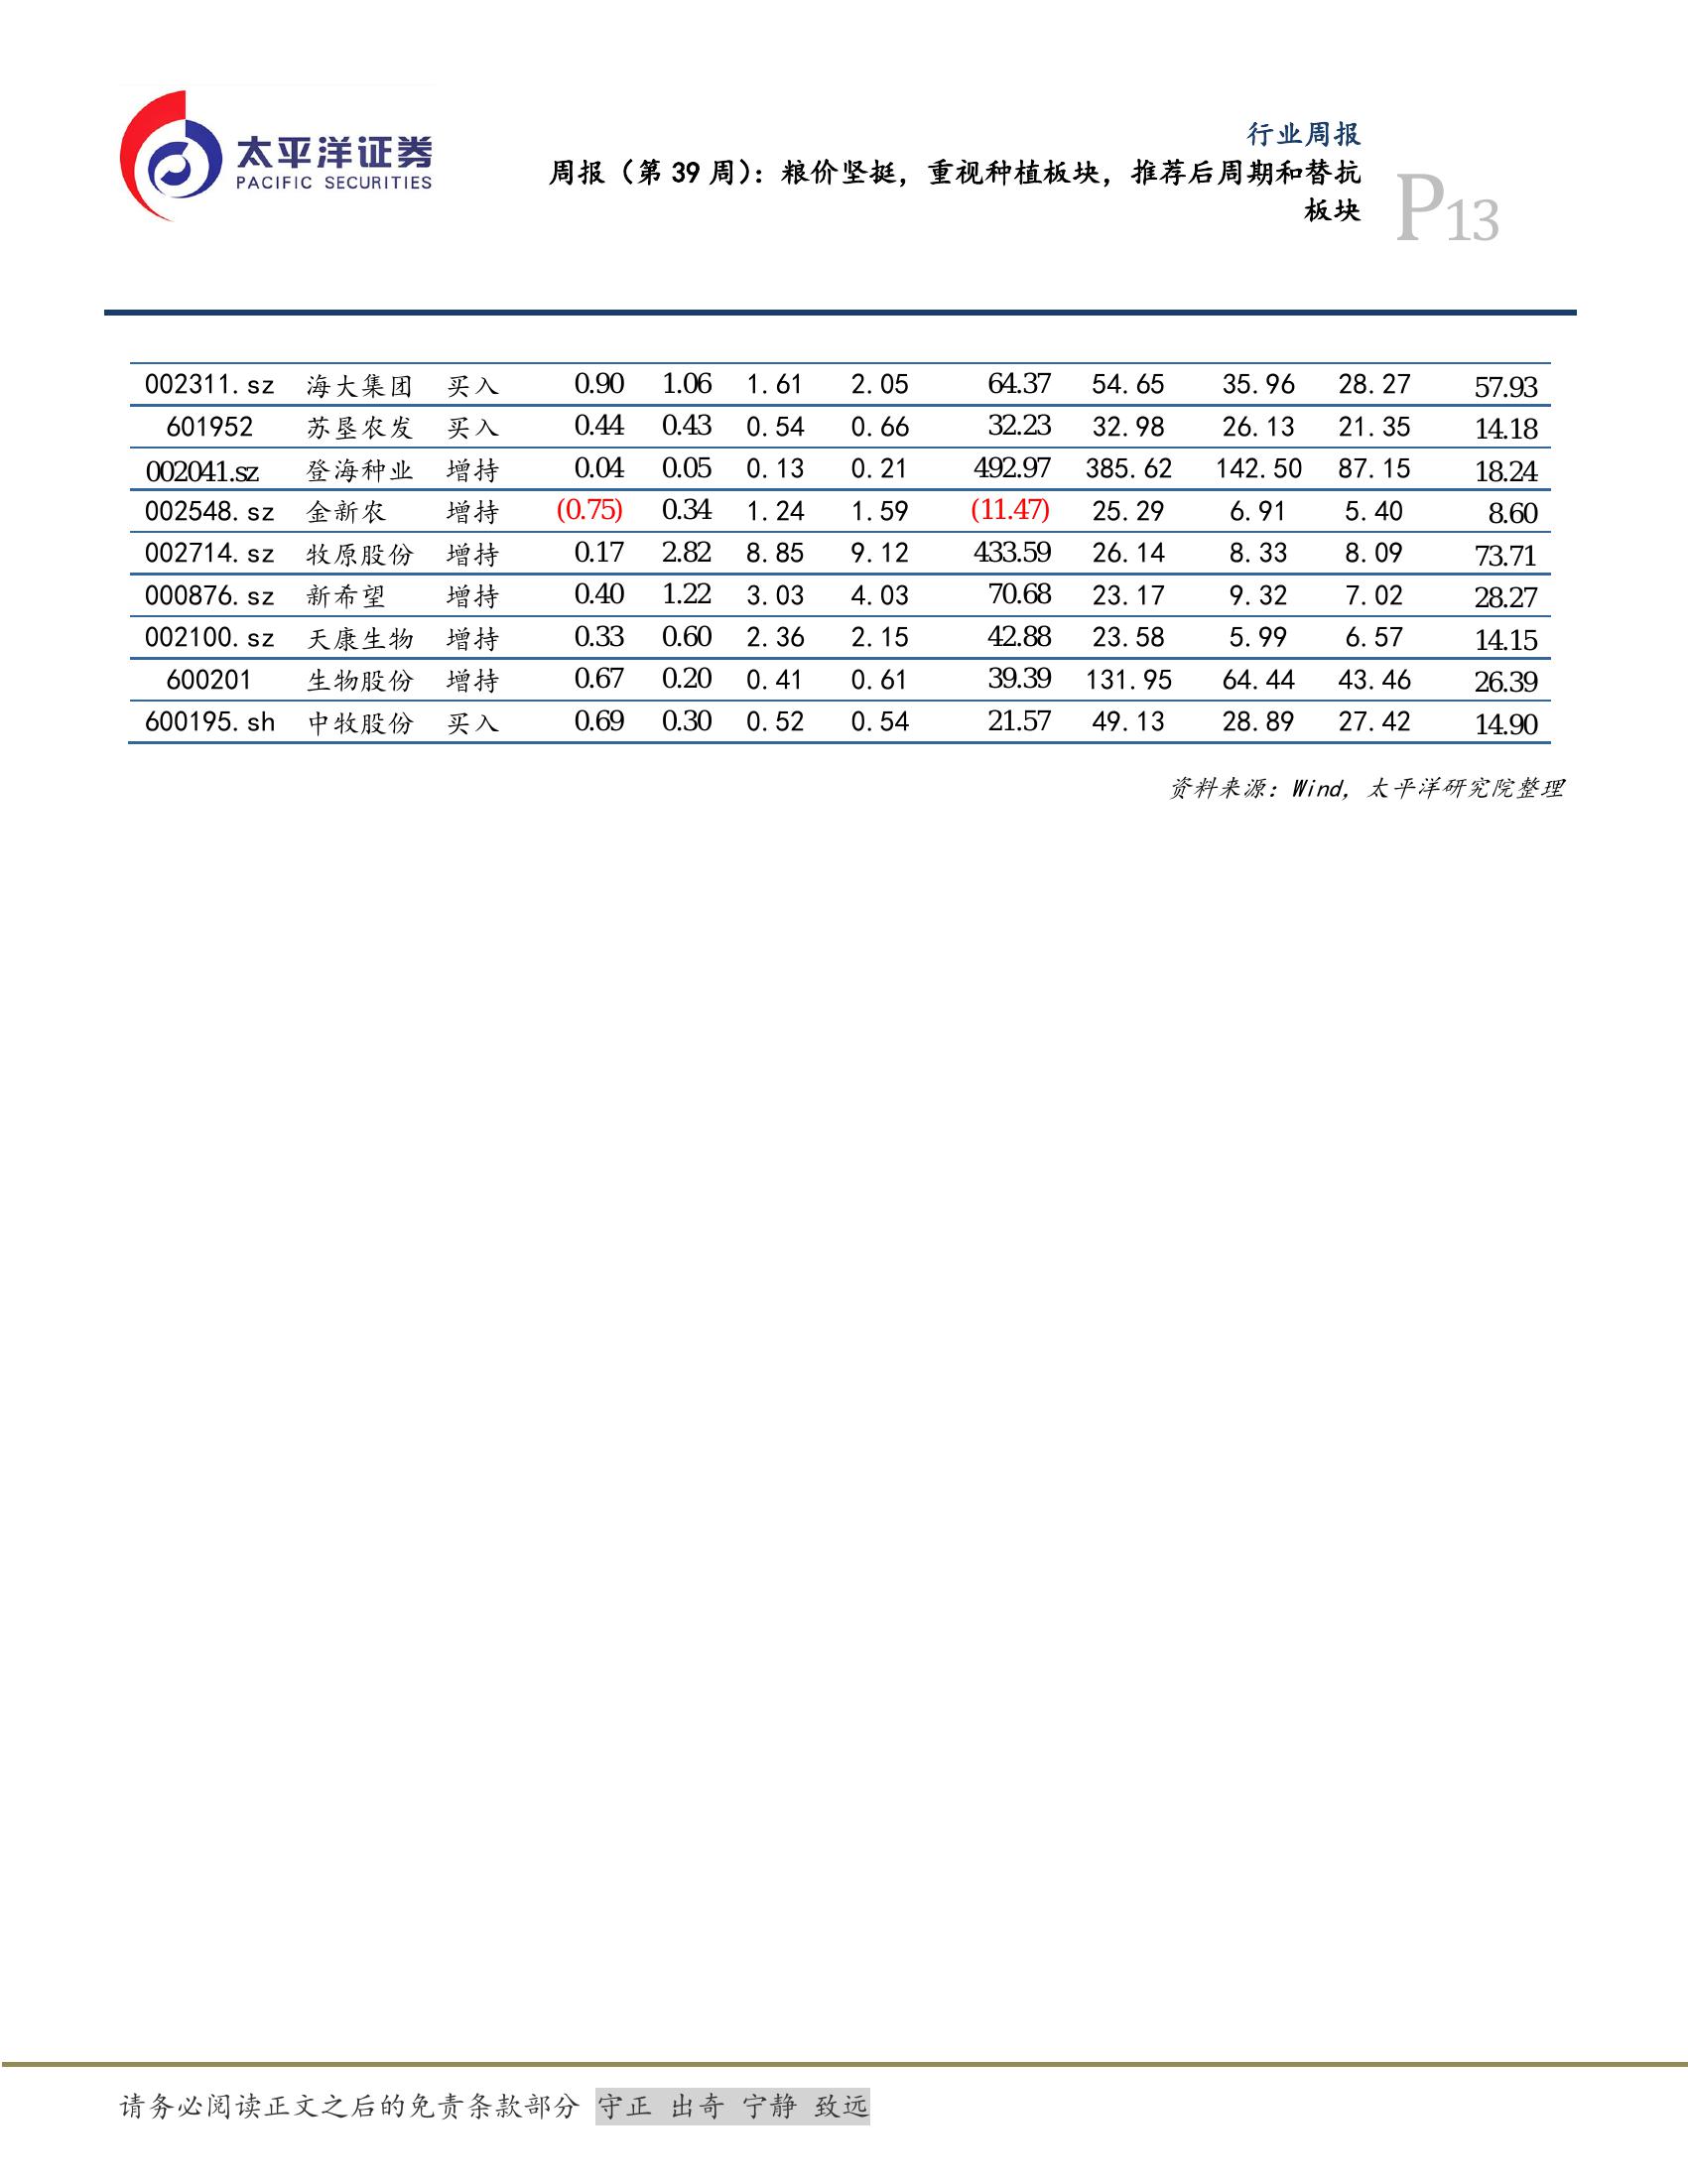 太平洋证券
PACIFIC SECURITIES
行业周报
周报（第 39 周）：粮价坚挺，重视种植板块，推荐后周期和替抗
板块
P13
002311.sz 海大集团 买入 0.90 1.06 1.61 2.05 64.37 54.65 35.96 28.27 57.93
601952 苏垦农发 买入 0.44 0.43 0.54 0.66 32.23 32.98 26.13 21.35 14.18
002041.sz 登海种业 增持 0.04 0.05 0.13 0.21 492.97 385.62 142.50 87.15 18.24
002548.sz 金新农 增持 (0.75) 0.34 1.24 1.59 (11.47) 25.29 6.91 5.40 8.60
002714.sz 牧原股份 增持 0.17 2.82 8.85 9.12 433.59 26.14 8.33 8.09 73.71
000876.sz 新希望 增持 0.40 1.22 3.03 4.03 70.68 23.17 9.32 7.02 28.27
002100.sz 天康生物 增持 0.33 0.60 2.36 2.15 42.88 23.58 5.99 6.57 14.15
600201 生物股份 增持 0.67 0.20 0.41 0.61 39.39 131.95 64.44 43.46 26.39
600195.sh 中牧股份 买入 0.69 0.30 0.52 0.54 21.57 49.13 28.89 27.42 14.90
资料来源：Wind，太平洋研究院整理
请务必阅读正文之后的免责条款部分 守正 出奇 宁静 致远